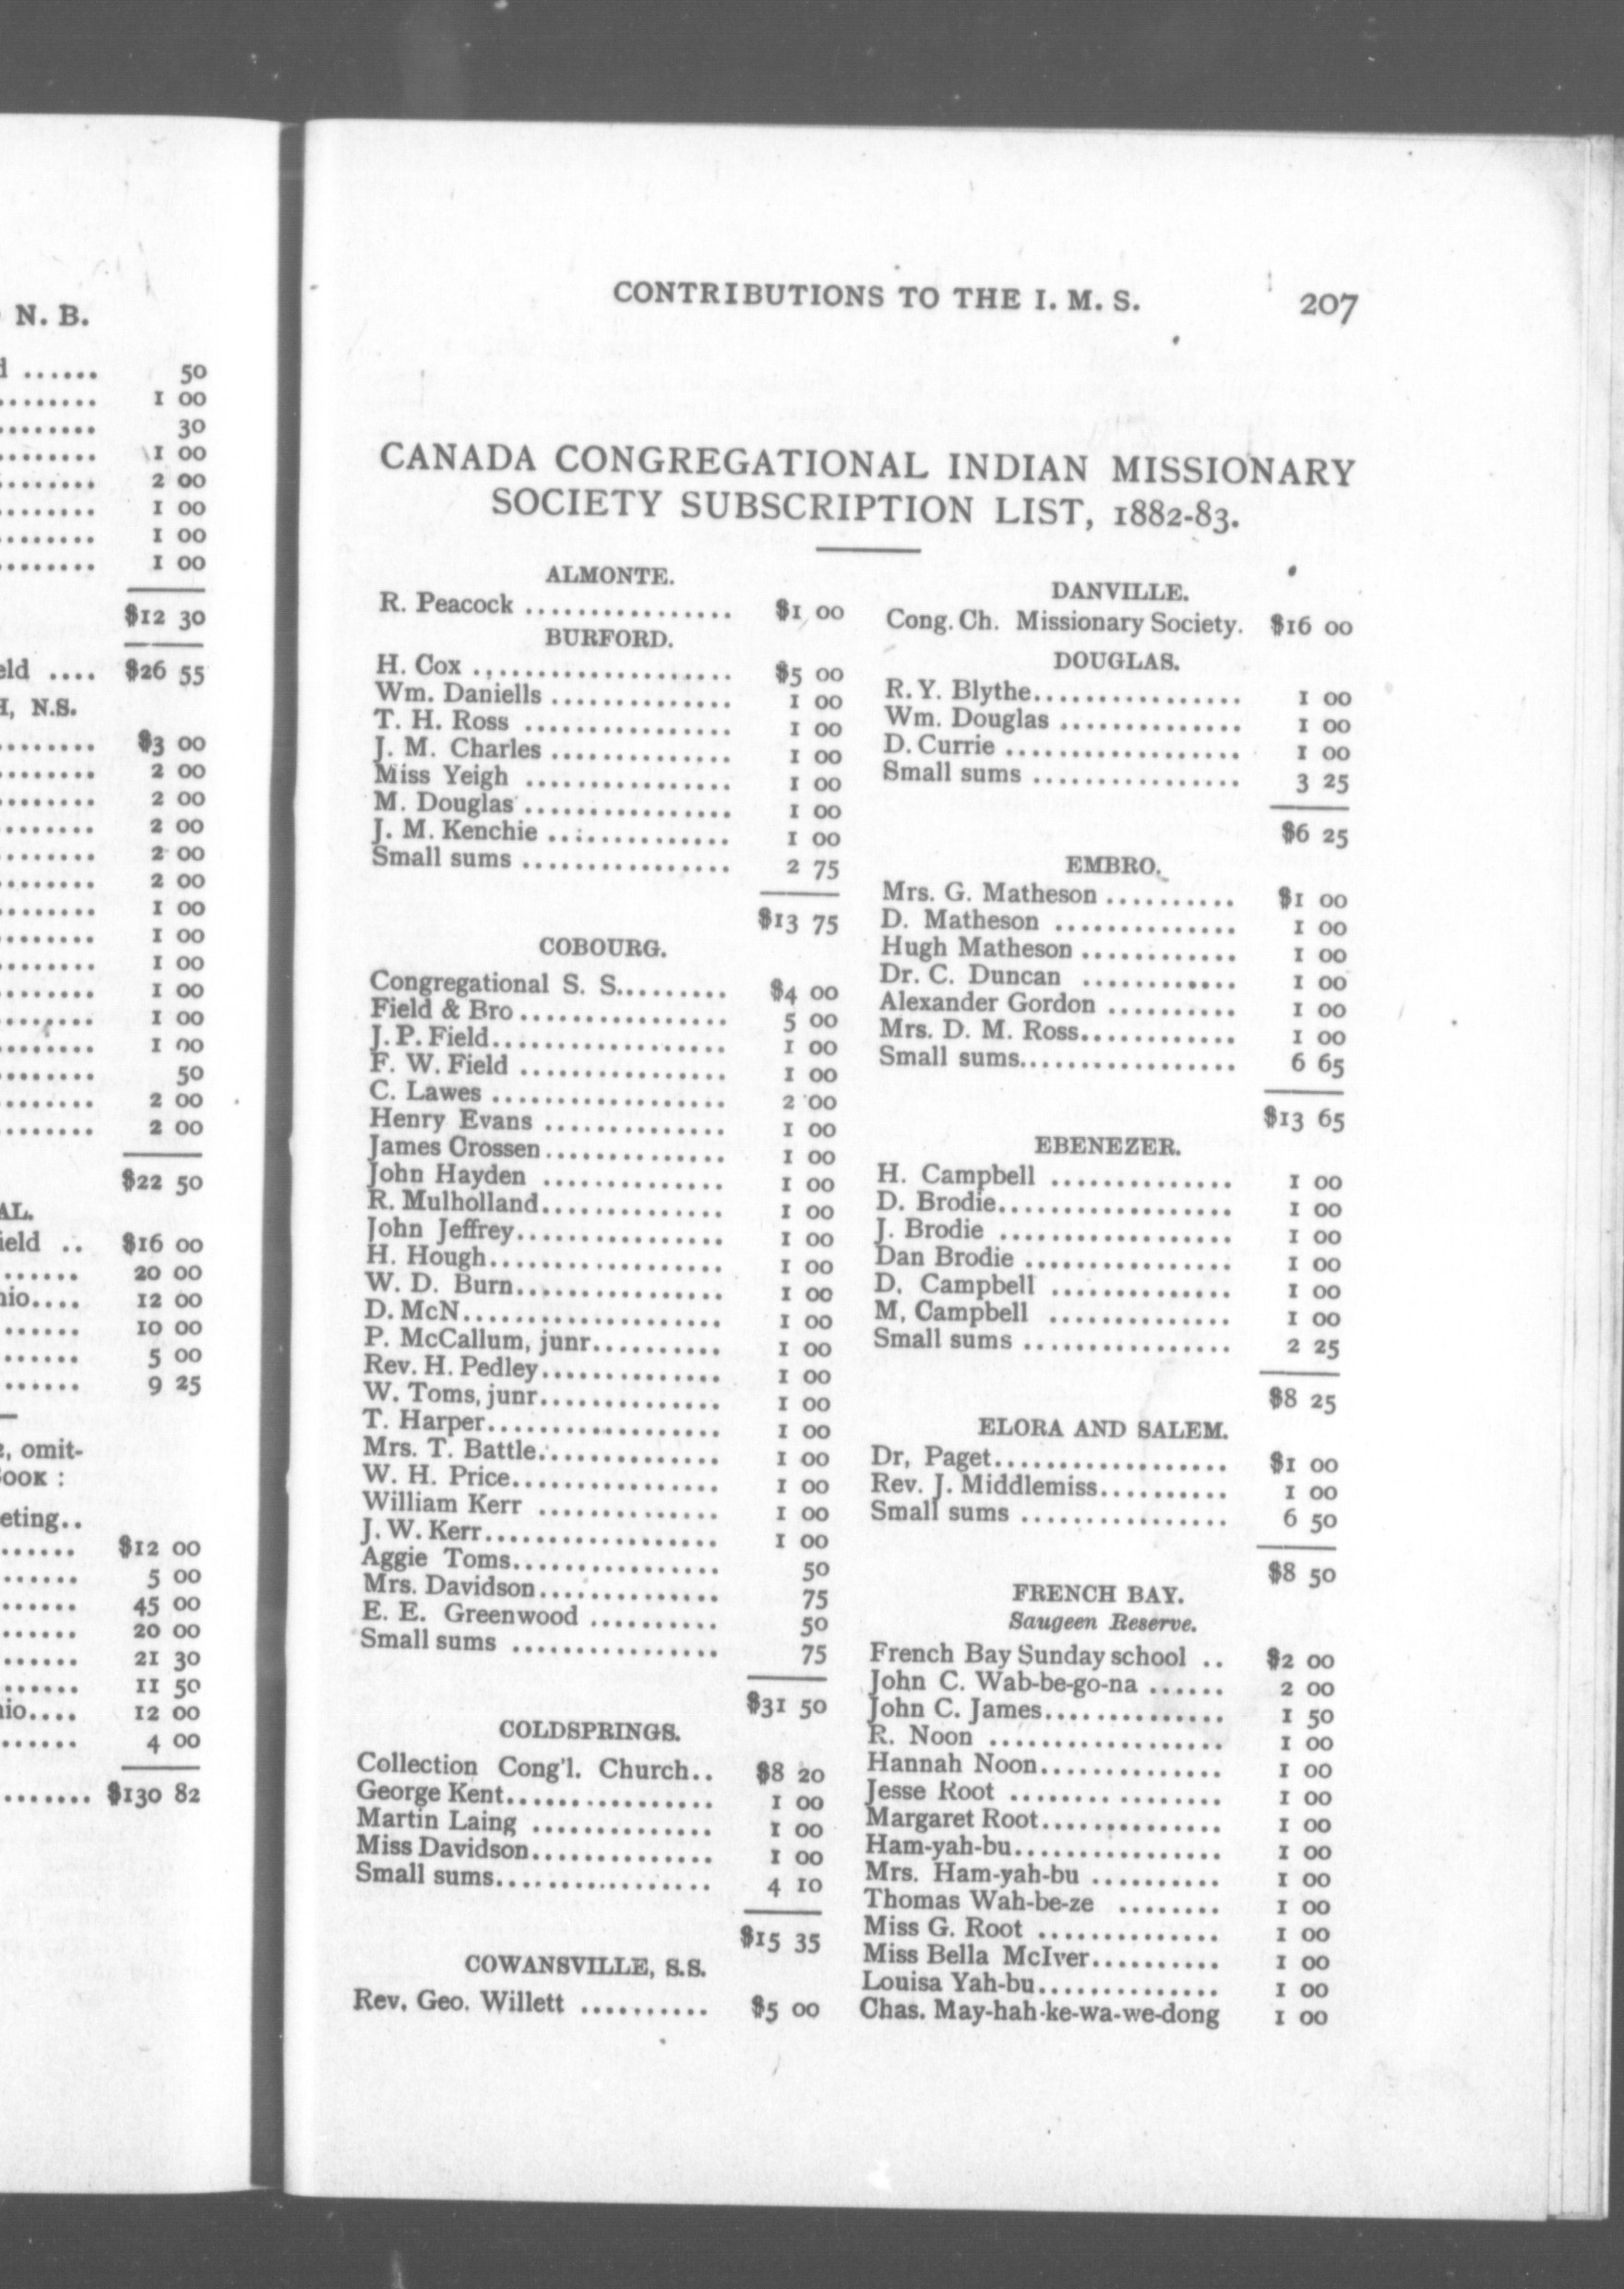 N. B.
...... 50
........ 1 00
........ 30
........ 1 00
........ 2 00
........ 1 00
........ 1 00
........ 1 00
$12 30
.... $26 55
N.S.
........ $3 00
........ 2 00
........ 2 00
........ 2 00
........ 2 00
........ 2 00
........ 1 00
........ 1 00
........ 1 00
........ 1 00
........ 1 00
........ 1 00
........ 50
........ 2 00
........ 2 00
$22 50
AL.
ield .. $16 00
...... 20 00
nio.... 12 00
...... 10 00
...... 5 00
...... 9 25
, omit-
OOK :
eting..
...... $12 00
...... 5 00
...... 45 00
...... 20 00
...... 21 30
...... 11 50
io.... 12 00
...... 4 00
....... $130 82
CONTRIBUTIONS TO THE I. M. S. 207
CANADA CONGREGATIONAL INDIAN MISSIONARY
SOCIETY SUBSCRIPTION LIST, 1882-83.
ALMONTE.
R. Peacock ................ $1 00
BURFORD.
H. Cox .................... $5 00
Wm. Daniells .............. 1 00
T. H. Ross ................ 1 00
J. M. Charles .............. 1 00
Miss Yeigh ................ 1 00
M. Douglas ................ 1 00
J. M. Kenchie .............. 1 00
Small sums ................ 2 75
$13 75
COBOURG.
Congregational S. S......... $4 00
Field & Bro ................ 5 00
J. P. Field.................. 1 00
F. W. Field ................ 1 00
C. Lawes .................. 2 00
Henry Evans .............. 1 00
James Crossen.............. 1 00
John Hayden .............. 1 00
R. Mulholland.............. 1 00
John Jeffrey................ 1 00
H. Hough.................. 1 00
W. D. Burn................ 1 00
D. McN.................... 1 00
P. McCallum, junr.......... 1 00
Rev. H. Pedley.............. 1 00
W. Toms, junr.............. 1 00
T. Harper.................. 1 00
Mrs. T. Battle.............. 1 00
W. H. Price................ 1 00
William Kerr .............. 1 00
J. W. Kerr.................. 1 00
Aggie Toms................ 50
Mrs. Davidson.............. 75
E. E. Greenwood .......... 50
Small sums ................ 75
$31 50
COLDSPRINGS.
Collection Cong'l. Church.. $8 20
George Kent................ 1 00
Martin Laing .............. 1 00
Miss Davidson.............. 1 00
Small sums................. 4 10
$15 35
COWANSVILLE, S.S.
Rev. Geo. Willett .......... $5 00
DANVILLE.
Cong. Ch. Missionary Society. $16 00
DOUGLAS.
R. Y. Blythe................ 1 00
Wm. Douglas .............. 1 00
D. Currie .................. 1 00
Small sums ................ 3 25
$6 25
EMBRO.
Mrs. G. Matheson .......... $1 00
D. Matheson .............. 1 00
Hugh Matheson ............ 1 00
Dr. C. Duncan ............ 1 00
Alexander Gordon .......... 1 00
Mrs. D. M. Ross............ 1 00
Small sums................. 6 65
$13 65
EBENEZER.
H. Campbell .............. 1 00
D. Brodie.................. 1 00
J. Brodie .................. 1 00
Dan Brodie ................ 1 00
D. Campbell .............. 1 00
M, Campbell .............. 1 00
Small sums ................ 2 25
$8 25
ELORA AND SALEM.
Dr, Paget.................. $1 00
Rev. J. Middlemiss.......... 1 00
Small sums ................ 6 50
$8 50
FRENCH BAY.
Saugeen Reserve.
French Bay Sunday school .. $2 00
John C. Wab-be-go-na ...... 2 00
John C. James.............. 1 50
R. Noon .................. 1 00
Hannah Noon.............. 1 00
Jesse Root ................ 1 00
Margaret Root.............. 1 00
Ham-yah-bu................ 1 00
Mrs. Ham-yah-bu .......... 1 00
Thomas Wah-be-ze ........ 1 00
Miss G. Root .............. 1 00
Miss Bella McIver.......... 1 00
Louisa Yah-bu.............. 1 00
Chas. May-hah-ke-wa-we-dong 1 00